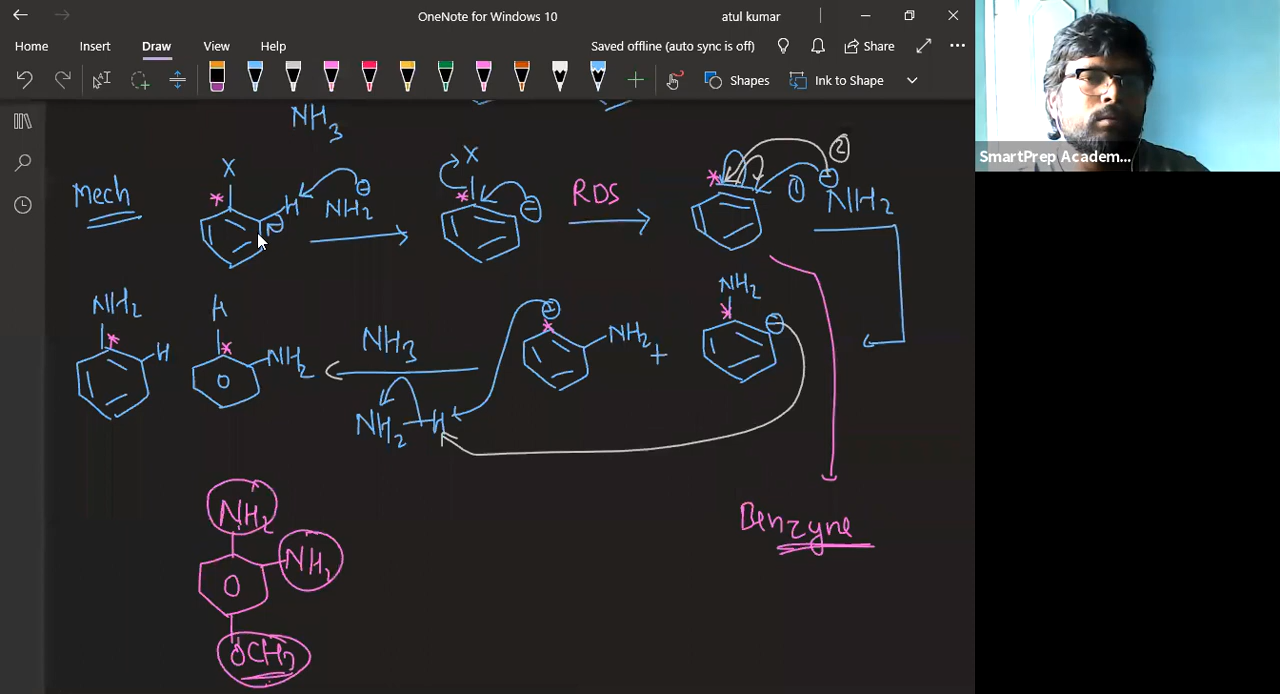 OneNote for Windows 10
atul kumar
Home Insert Draw View Help
Saved offline (auto sync is off)
Share
Shapes
Ink to Shape
SmartPrep Academ...
NH3
Mech
X
* H ⊖ NH2
X
* ⊖
RDS
* ① ② ⊖ NH2
NH2
* H
H
* NH2
NH3
NH2-H
⊖
* NH2 +
NH2
* ⊖
Benzyne
NH2
NH2
OCH3